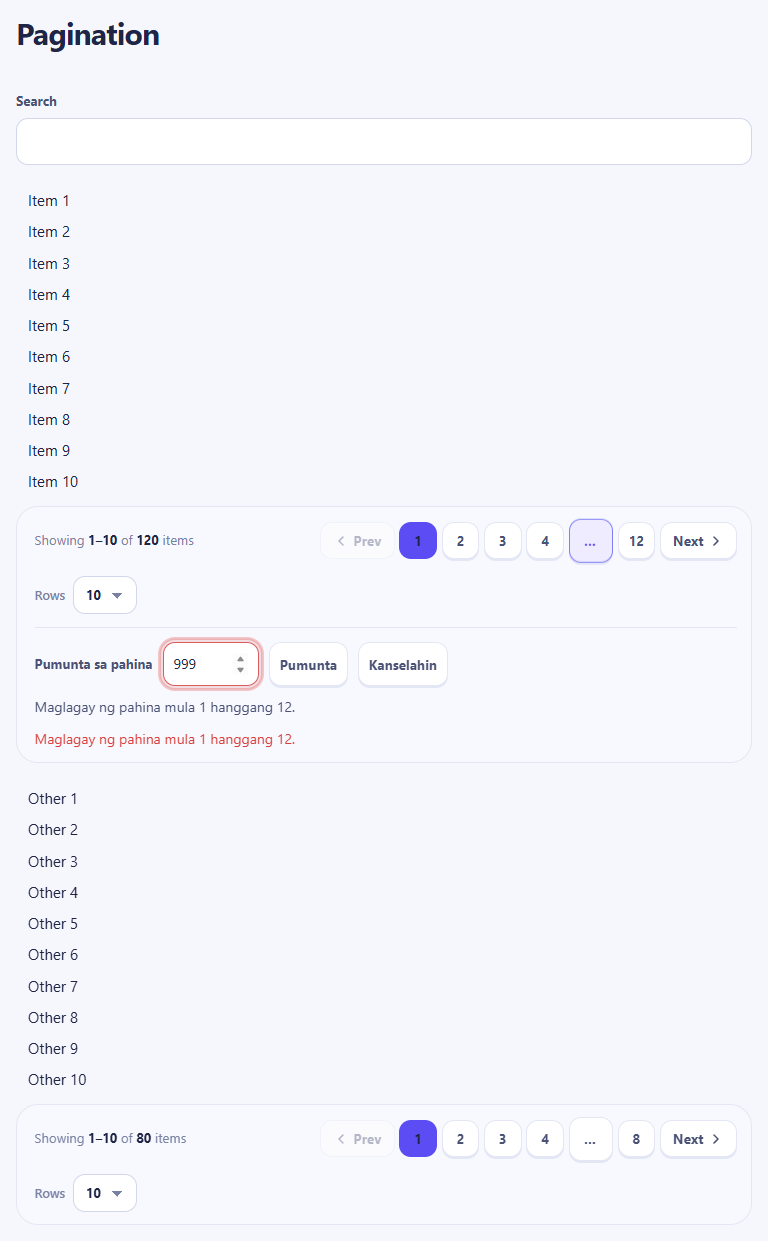 Pagination
Search
Item 1
Item 2
Item 3
Item 4
Item 5
Item 6
Item 7
Item 8
Item 9
Item 10
Showing 1–10 of 120 items
Prev 1 2 3 4 ... 12 Next
Rows 10
Pumunta sa pahina 999 Pumunta Kanselahin
Maglagay ng pahina mula 1 hanggang 12.
Maglagay ng pahina mula 1 hanggang 12.
Other 1
Other 2
Other 3
Other 4
Other 5
Other 6
Other 7
Other 8
Other 9
Other 10
Showing 1–10 of 80 items
Prev 1 2 3 4 ... 8 Next
Rows 10